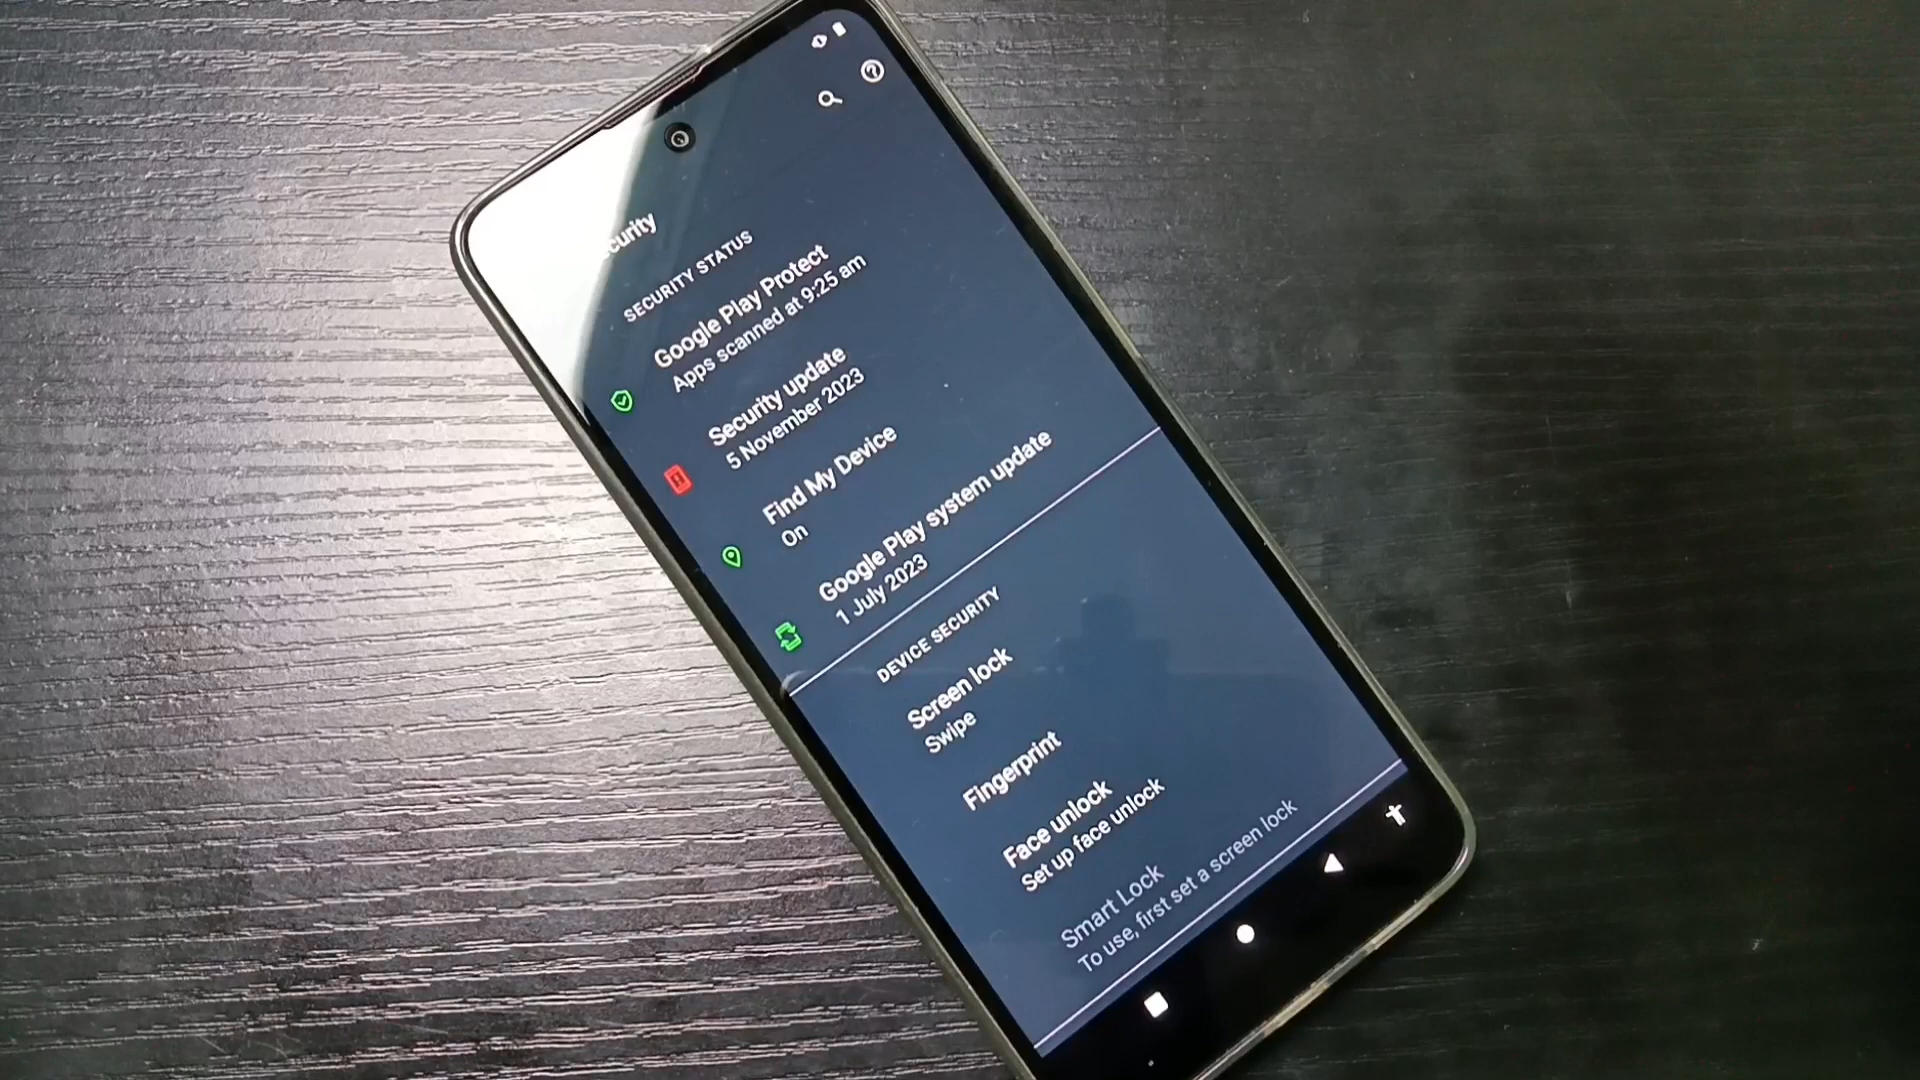 curity
SECURITY STATUS
Google Play Protect
Apps scanned at 9:25 am
Security update
5 November 2023
Find My Device
On
Google Play system update
1 July 2023
DEVICE SECURITY
Screen lock
Swipe
Fingerprint
Face unlock
Set up face unlock
Smart Lock
To use, first set a screen lock